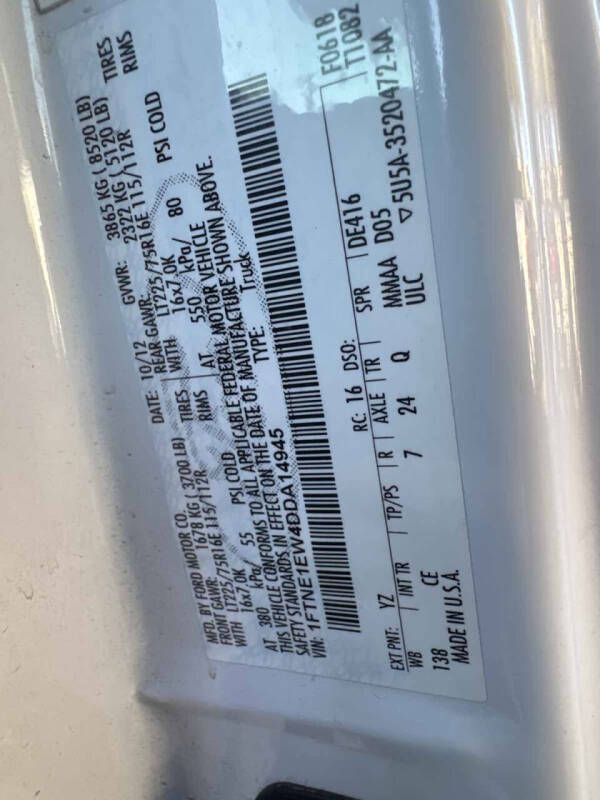 MFD. BY FORD MOTOR CO. DATE: 10/12 GVWR: 3865 KG ( 8520 LB)
FRONT GAWR: 1678 KG ( 3700 LB) REAR GAWR: 2322 KG ( 5120 LB)
WITH LT225/75R16E 115/112R TIRES WITH LT225/75R16E 115/112R TIRES
16x7.0K RIMS 16x7.0K RIMS
AT 380 kPa/ 55 PSI COLD AT 550 kPa/ 80 PSI COLD
THIS VEHICLE CONFORMS TO ALL APPLICABLE FEDERAL MOTOR VEHICLE
SAFETY STANDARDS IN EFFECT ON THE DATE OF MANUFACTURE SHOWN ABOVE.
VIN: 1FTNE1EW4DDA14945 TYPE: Truck
F0618
T1082
EXT PNT: YZ RC: 16 DSO:
WB INT TR TP/PS R AXLE TR SPR DE416
138 CE 7 24 Q MMMAA D05
MADE IN U.S.A. ULC ▽5U5A-3520472-AA